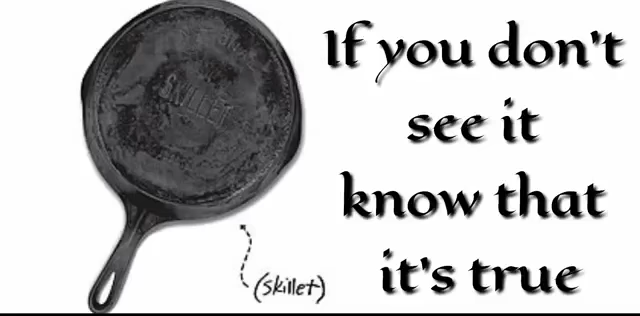 SKILLET
(skillet)
If you don't
see it
know that
it's true